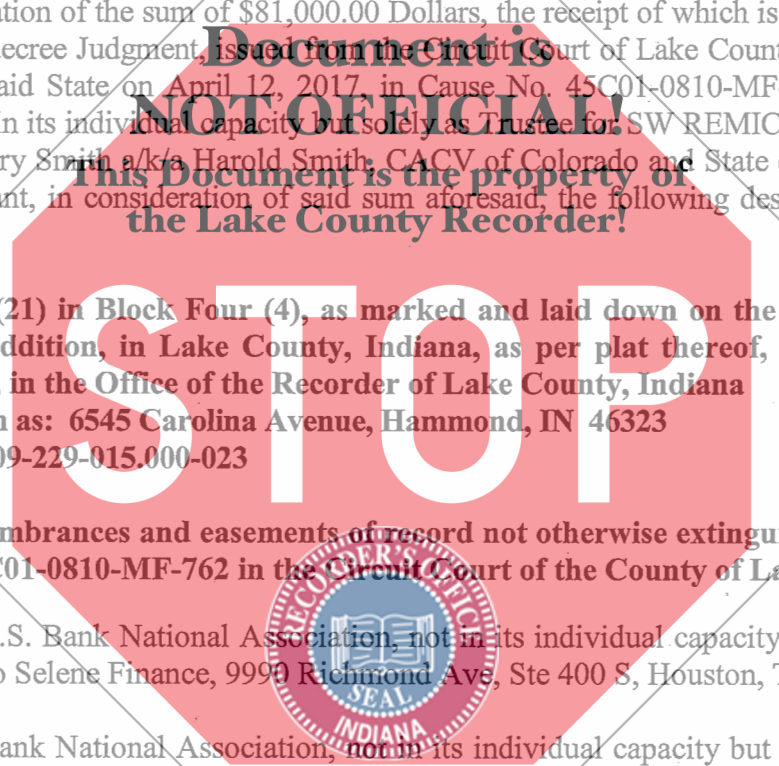 ation of the sum of $81,000.00 Dollars, the receipt of which is
Document is
ecree Judgment, issued from the Circuit Court of Lake Count
aid State on April 12, 2017, in Cause No. 45C01-0810-MF-
NOT OFFICIAL!
n its individual capacity but solely as Trustee for SW REMIC
ry Smith a/k/a Harold Smith, CACV of Colorado and State
This Document is the property of
nt, in consideration of said sum aforesaid, the following des
the Lake County Recorder!
STOP
(21) in Block Four (4), as marked and laid down on the
ddition, in Lake County, Indiana, as per plat thereof,
in the Office of the Recorder of Lake County, Indiana
n as: 6545 Carolina Avenue, Hammond, IN 46323
09-229-015.000-023
mbrances and easements of record not otherwise extingui
C01-0810-MF-762 in the Circuit Court of the County of La
RECORDER'S OFFICE
.S. Bank National Association, not in its individual capacity
o Selene Finance, 9990 Richmond Ave, Ste 400 S, Houston, T
SEAL
INDIANA
ank National Association, not in its individual capacity but